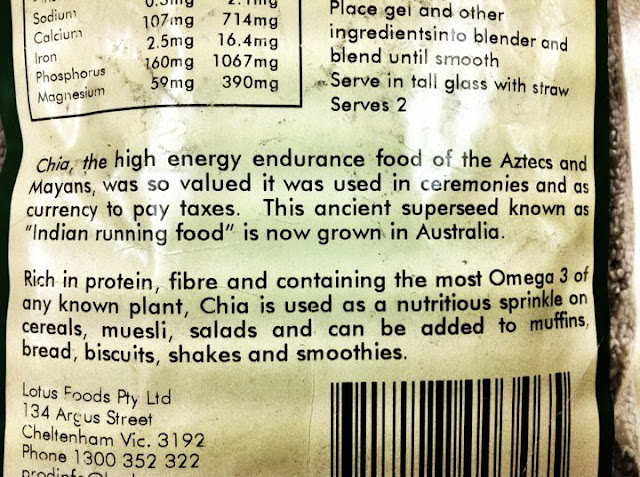 Sodium
Calcium 107mg 714mg
Iron 2.5mg 16.4mg
Phosphorus 160mg 1067mg
Magnesium 59mg 390mg
Place gel and other
ingredientsinto blender and
blend until smooth
Serve in tall glass with straw
Serves 2
Chia, the high energy endurance food of the Aztecs and
Mayans, was so valued it was used in ceremonies and as
currency to pay taxes. This ancient superseed known as
"Indian running food" is now grown in Australia.
Rich in protein, fibre and containing the most Omega 3 of
any known plant, Chia is used as a nutritious sprinkle on
cereals, muesli, salads and can be added to muffins,
bread, biscuits, shakes and smoothies.
Lotus Foods Pty Ltd
134 Argus Street
Cheltenham Vic. 3192
Phone 1300 352 322